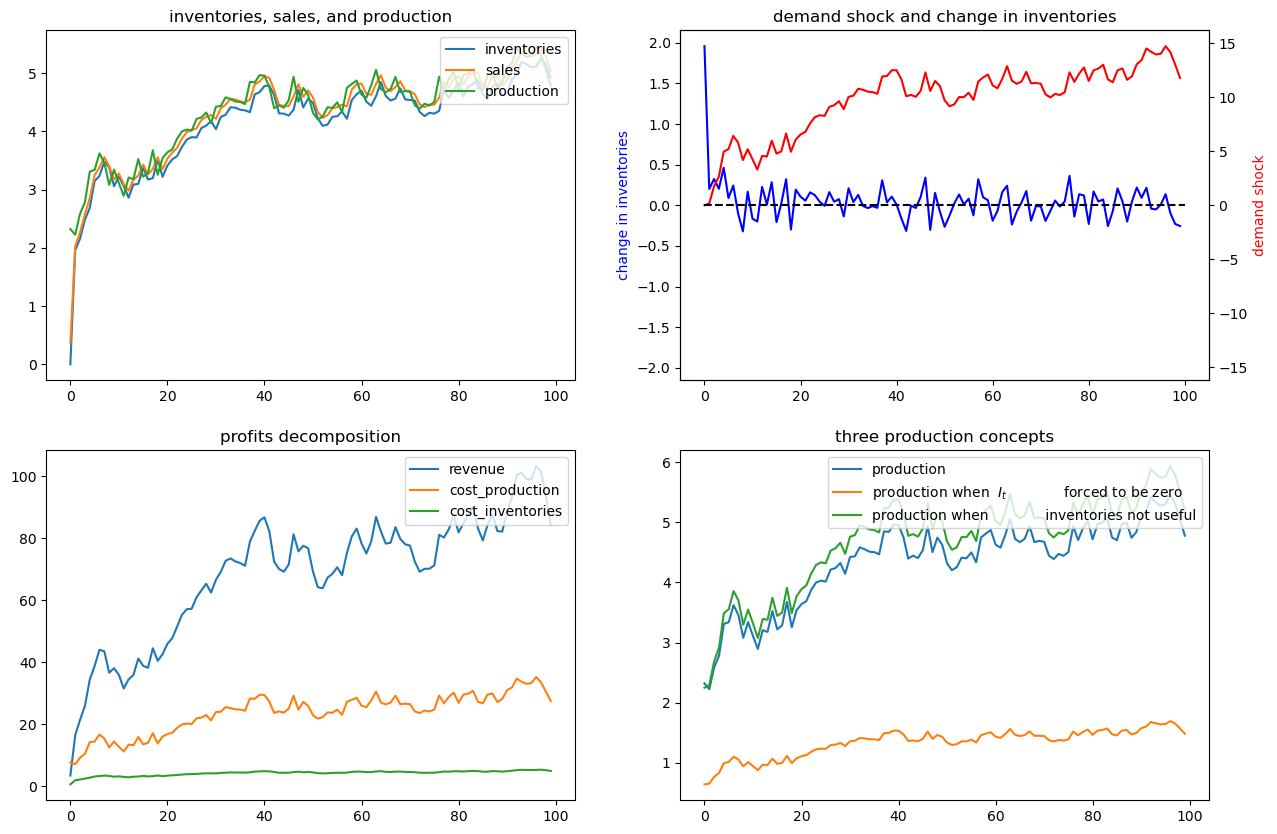 inventories, sales, and production
inventories
sales
production
5
4
3
2
1
0
0 20 40 60 80 100
demand shock and change in inventories
change in inventories
2.0
1.5
1.0
0.5
0.0
−0.5
−1.0
−1.5
−2.0
15
10
5
0
−5
−10
−15
demand shock
0 20 40 60 80 100
profits decomposition
revenue
cost_production
cost_inventories
100
80
60
40
20
0
0 20 40 60 80 100
three production concepts
production
production when I_t forced to be zero
production when inventories not useful
6
5
4
3
2
1
0 20 40 60 80 100